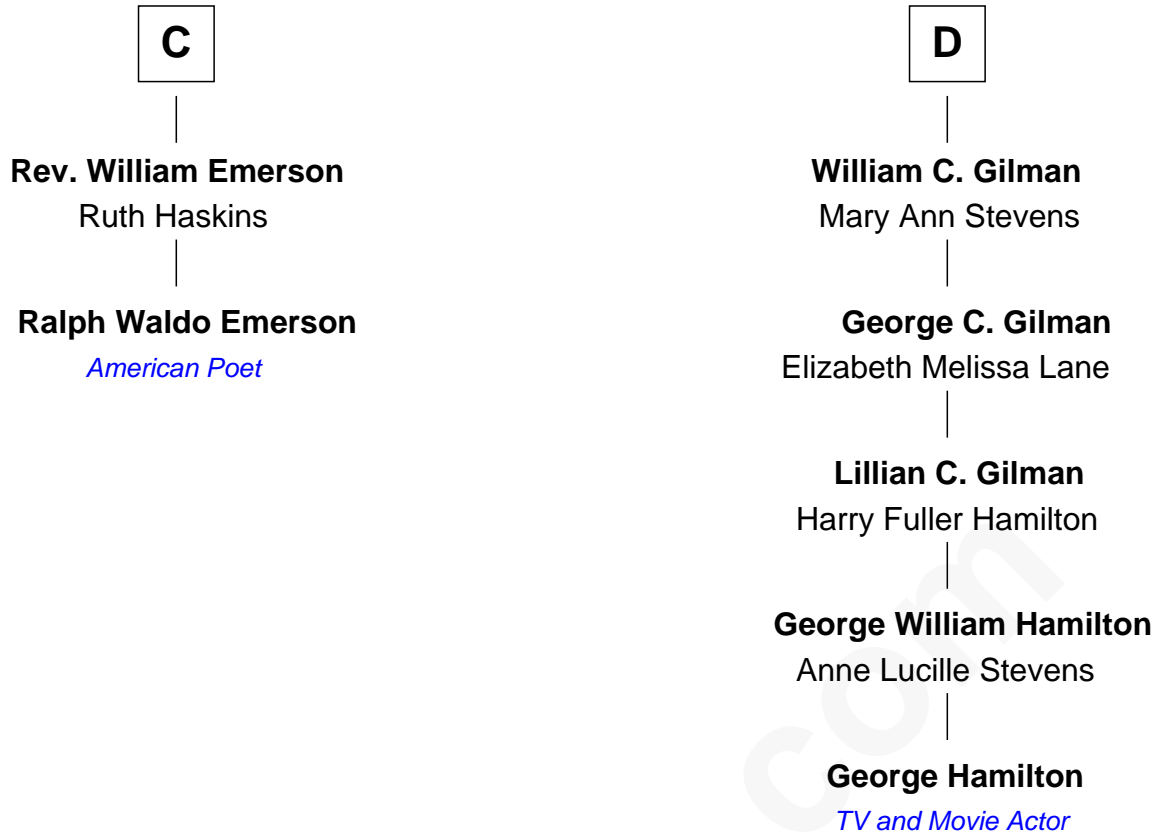 C
Rev. William Emerson
Ruth Haskins
Ralph Waldo Emerson
American Poet
D
William C. Gilman
Mary Ann Stevens
George C. Gilman
Elizabeth Melissa Lane
Lillian C. Gilman
Harry Fuller Hamilton
George William Hamilton
Anne Lucille Stevens
George Hamilton
TV and Movie Actor
com